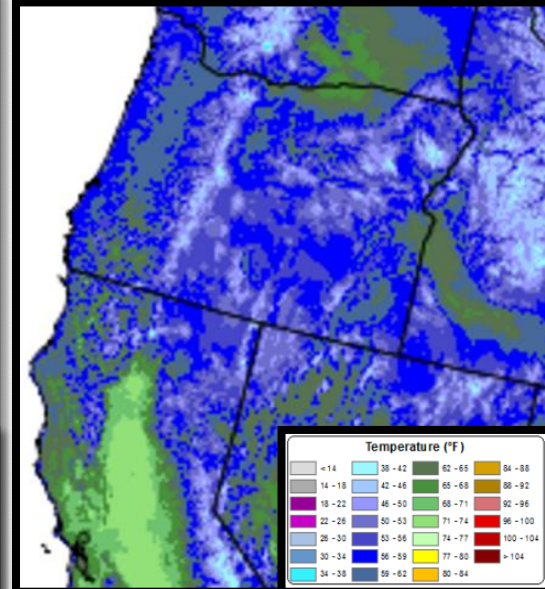 Temperature (°F)
< 14 38 - 42 62 - 65 84 - 88
14 - 18 42 - 46 65 - 68 88 - 92
18 - 22 46 - 50 68 - 71 92 - 96
22 - 26 50 - 53 71 - 74 96 - 100
26 - 30 53 - 56 74 - 77 100 - 104
30 - 34 56 - 59 77 - 80 > 104
34 - 38 59 - 62 80 - 84